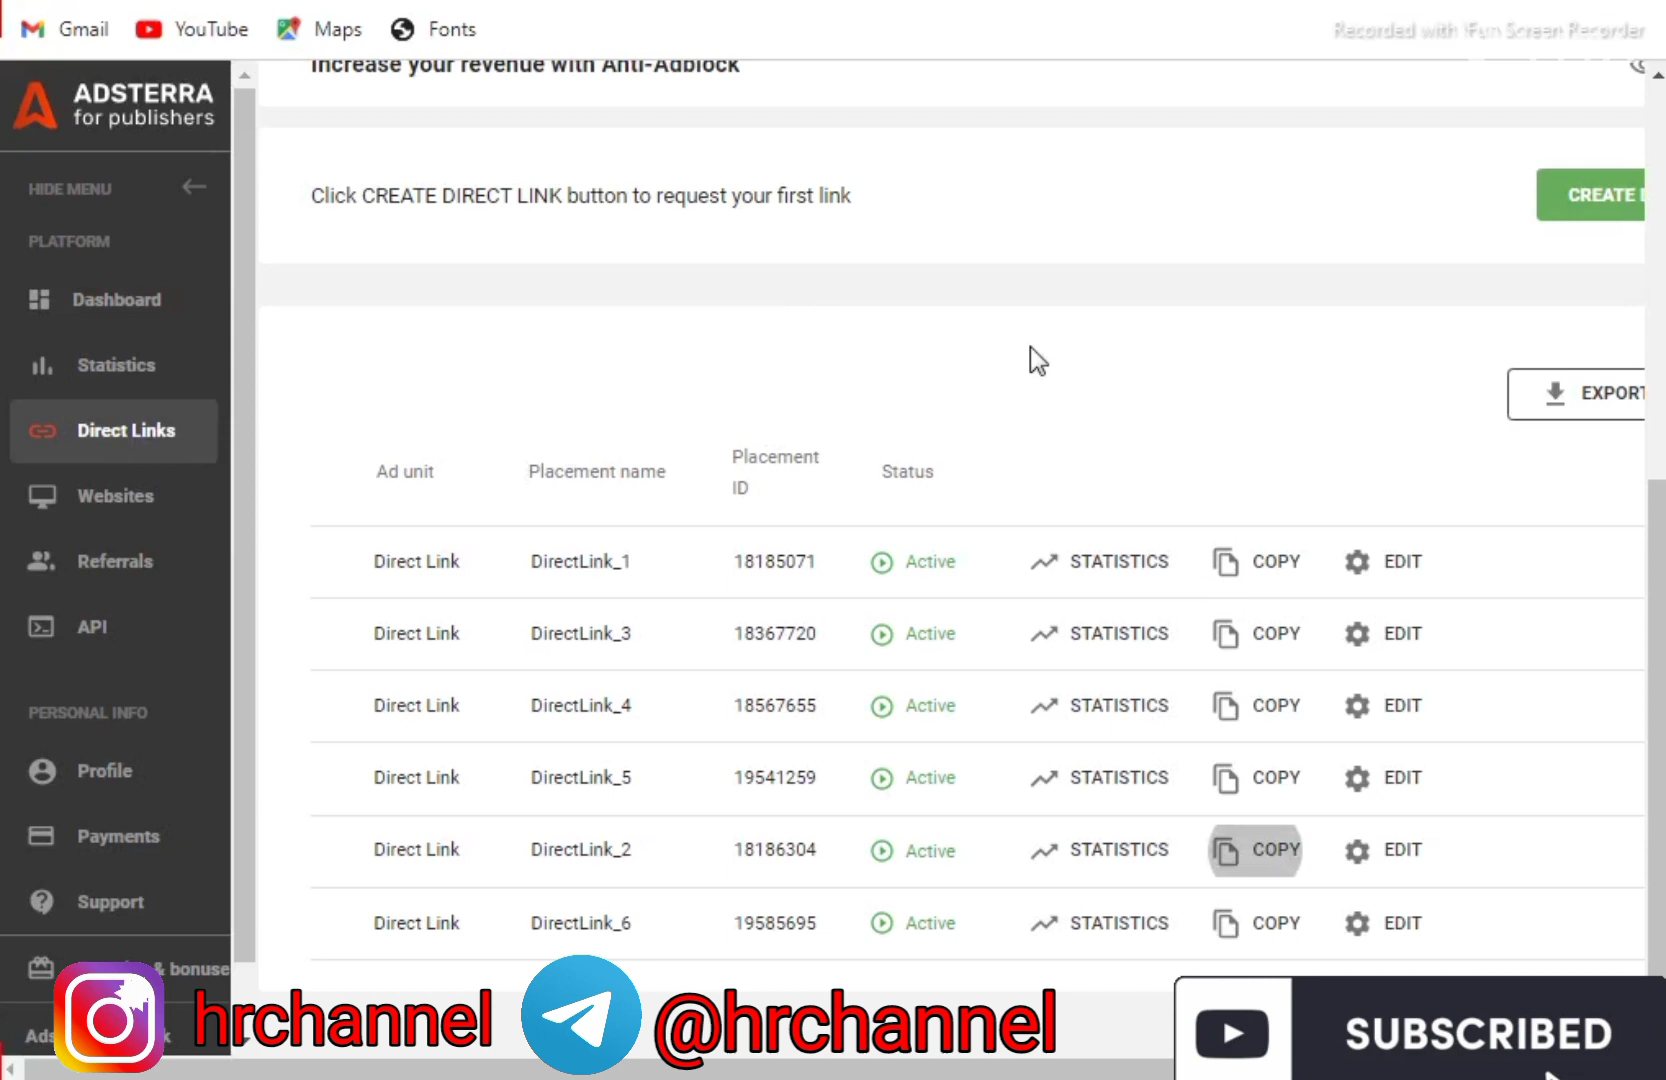 Gmail YouTube Maps Fonts
Recorded with iFun Screen Recorder
ADSTERRA
for publishers
Increase your revenue with Anti-Adblock
HIDE MENU
Click CREATE DIRECT LINK button to request your first link
CREATE
PLATFORM
Dashboard
Statistics
Direct Links
Websites
Referrals
API
PERSONAL INFO
Profile
Payments
Support
& bonuse
EXPORT
Ad unit Placement name Placement ID Status
Direct Link DirectLink_1 18185071 Active STATISTICS COPY EDIT
Direct Link DirectLink_3 18367720 Active STATISTICS COPY EDIT
Direct Link DirectLink_4 18567655 Active STATISTICS COPY EDIT
Direct Link DirectLink_5 19541259 Active STATISTICS COPY EDIT
Direct Link DirectLink_2 18186304 Active STATISTICS COPY EDIT
Direct Link DirectLink_6 19585695 Active STATISTICS COPY EDIT
hrchannel
@hrchannel
SUBSCRIBED